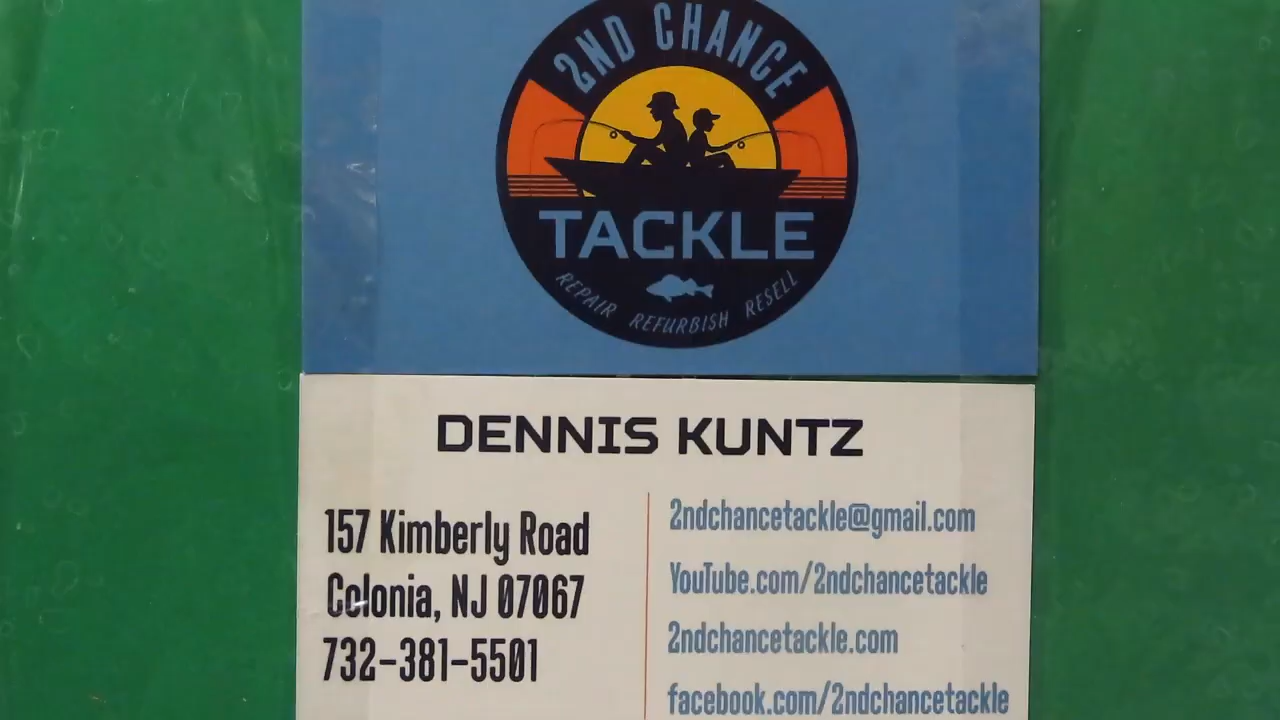 2ND CHANCE
TACKLE
REPAIR REFURBISH RESELL
DENNIS KUNTZ
157 Kimberly Road
Colonia, NJ 07067
732-381-5501
2ndchancetackle@gmail.com
YouTube.com/2ndchancetackle
2ndchancetackle.com
facebook.com/2ndchancetackle